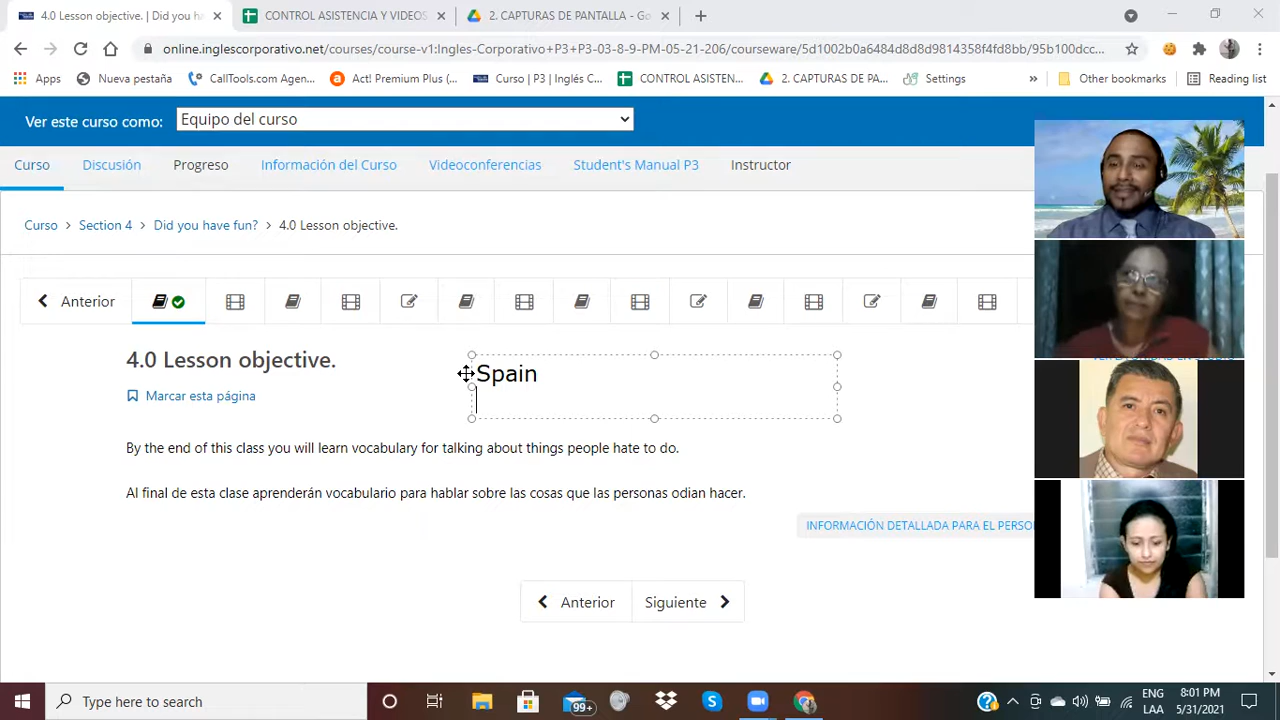 4.0 Lesson objective. | Did you ha
CONTROL ASISTENCIA Y VIDEOS
2. CAPTURAS DE PANTALLA - Go
online.inglescorporativo.net/courses/course-v1:Ingles-Corporativo+P3+P3-03-8-9-PM-05-21-206/courseware/5d1002b0a6484d8d8d9814358f4fd8bb/95b100dcc...
Apps
Nueva pestaña
CallTools.com Agen...
Act! Premium Plus (...
Curso | P3 | Inglés C...
CONTROL ASISTEN...
2. CAPTURAS DE PA...
Settings
»
Other bookmarks
Reading list
Ver este curso como:
Equipo del curso
Curso
Discusión
Progreso
Información del Curso
Videoconferencias
Student's Manual P3
Instructor
Curso > Section 4 > Did you have fun? > 4.0 Lesson objective.
Anterior
4.0 Lesson objective.
Spain
Marcar esta página
By the end of this class you will learn vocabulary for talking about things people hate to do.
Al final de esta clase aprenderán vocabulario para hablar sobre las cosas que las personas odian hacer.
INFORMACIÓN DETALLADA PARA EL PERSO
Anterior
Siguiente
Type here to search
99+
ENG
LAA
8:01 PM
5/31/2021